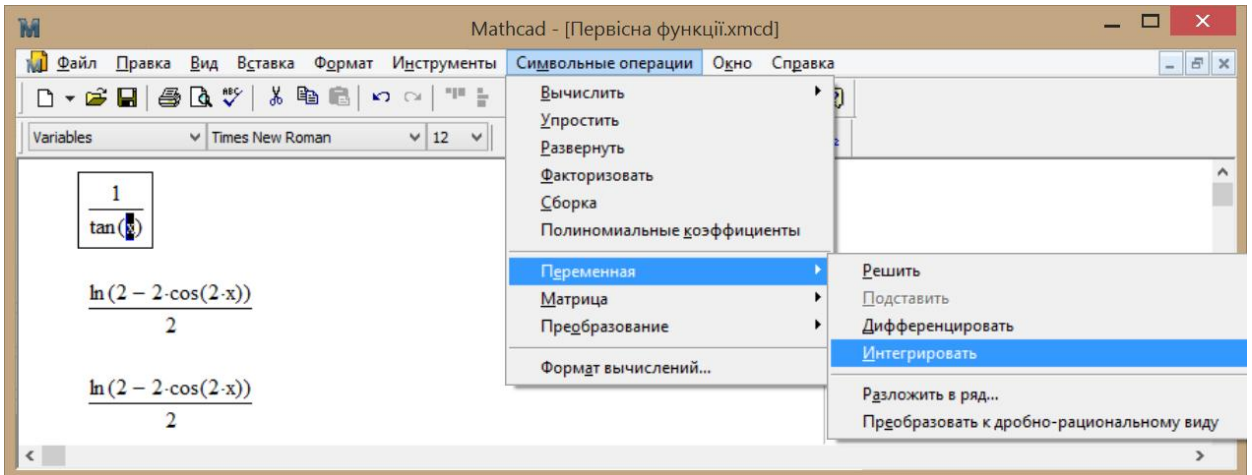 Mathcad - [Первісна функції.xmcd]
Файл Правка Вид Вставка Формат Инструменты Символьные операции Окно Справка
Variables Times New Roman 12
Вычислить
Упростить
Развернуть
Факторизовать
Сборка
Полиномиальные коэффициенты
Переменная
Матрица
Преобразование
Формат вычислений...
Решить
Подставить
Дифференцировать
Интегрировать
Разложить в ряд...
Преобразовать к дробно-рациональному виду
1
tan(x)
ln(2 − 2·cos(2·x))
2
ln(2 − 2·cos(2·x))
2